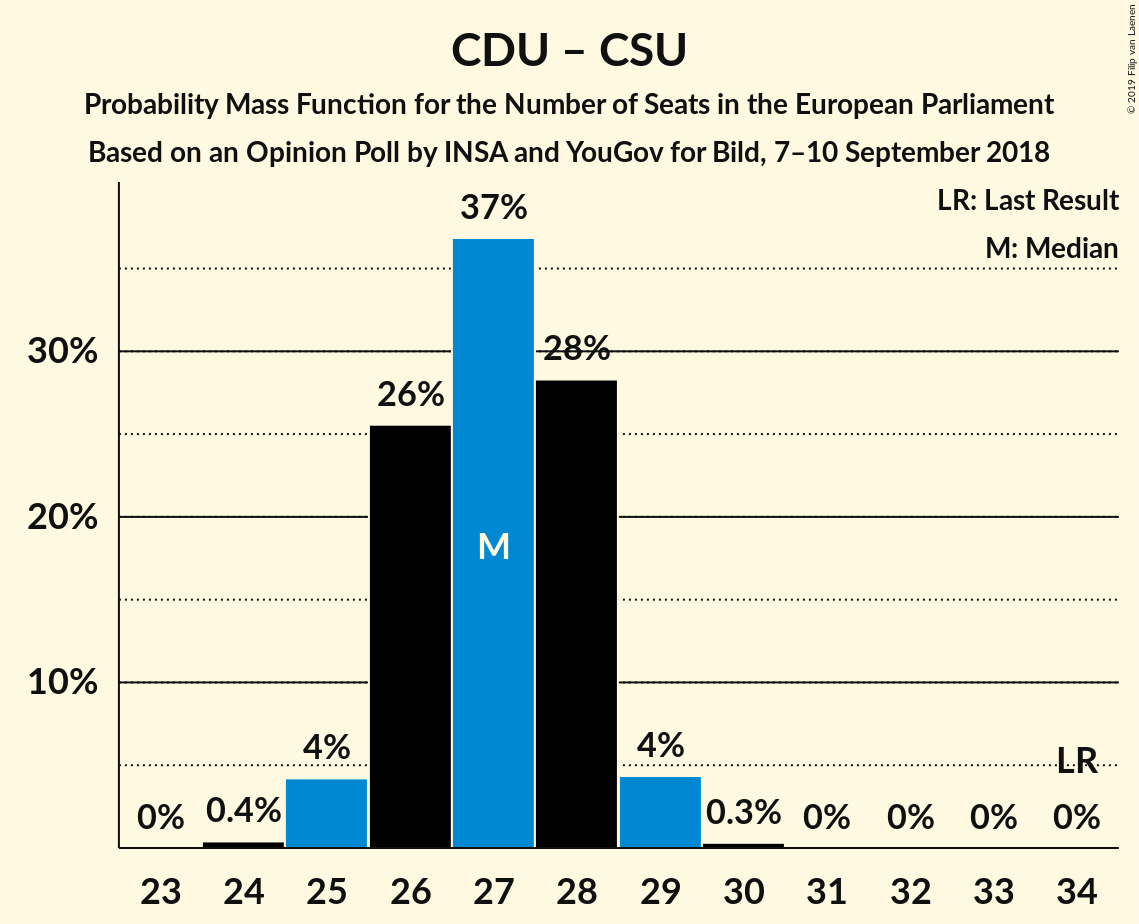 CDU – CSU
Probability Mass Function for the Number of Seats in the European Parliament
Based on an Opinion Poll by INSA and YouGov for Bild, 7–10 September 2018
© 2019 Filip van Laenen
LR: Last Result
M: Median
37%
30%
28%
26%
20%
M
10%
4%
4%
LR
0%
0.4%
0.3%
0%
0%
0%
0%
23 24 25 26 27 28 29 30 31 32 33 34